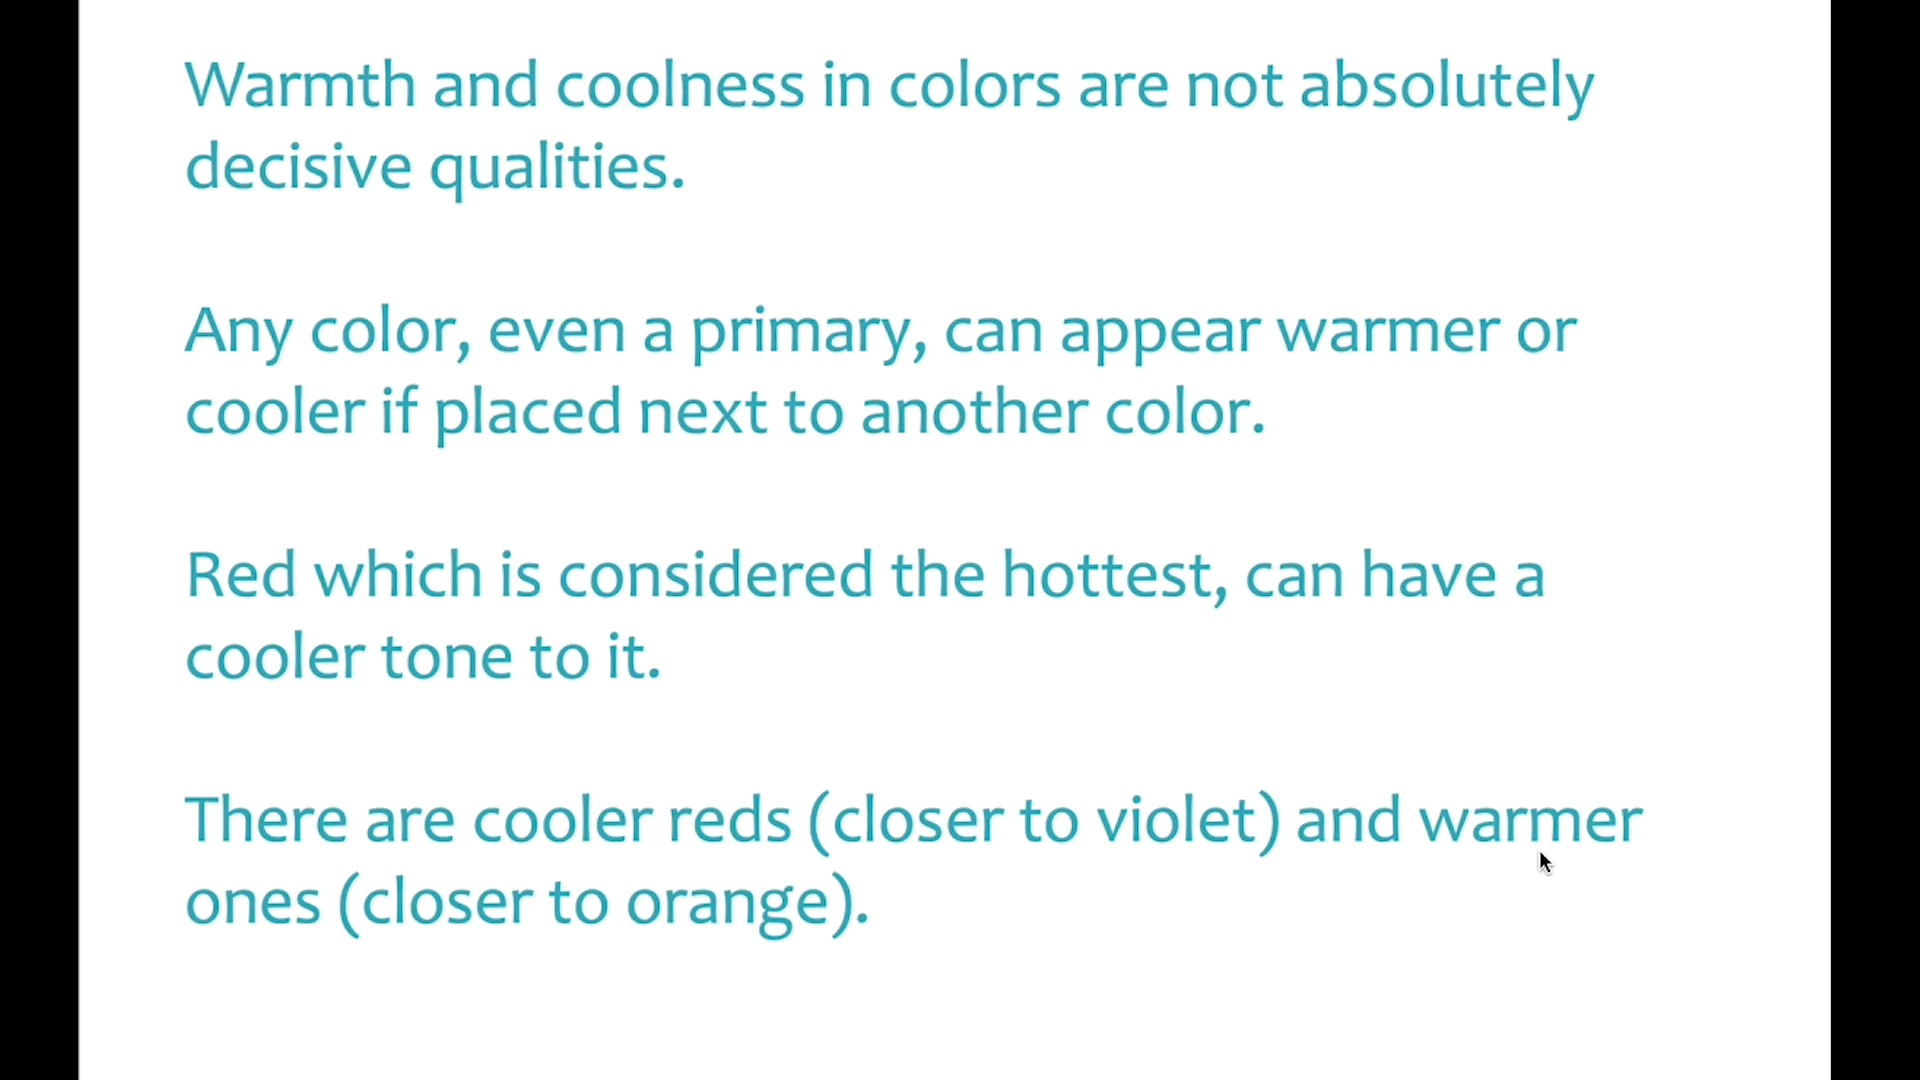 Warmth and coolness in colors are not absolutely
decisive qualities.
Any color, even a primary, can appear warmer or
cooler if placed next to another color.
Red which is considered the hottest, can have a
cooler tone to it.
There are cooler reds (closer to violet) and warmer
ones (closer to orange).